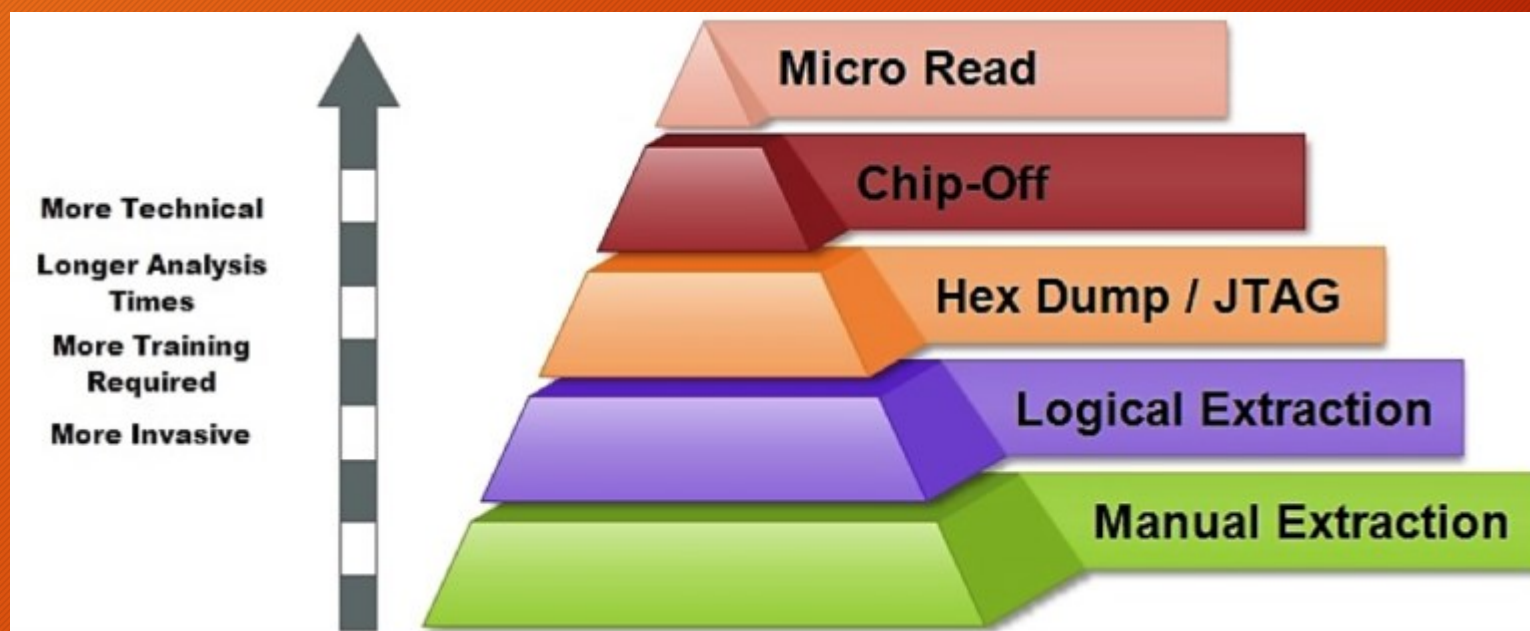 Micro Read
Chip-Off
More Technical
Longer Analysis
Times
Hex Dump / JTAG
More Training
Required
More Invasive
Logical Extraction
Manual Extraction